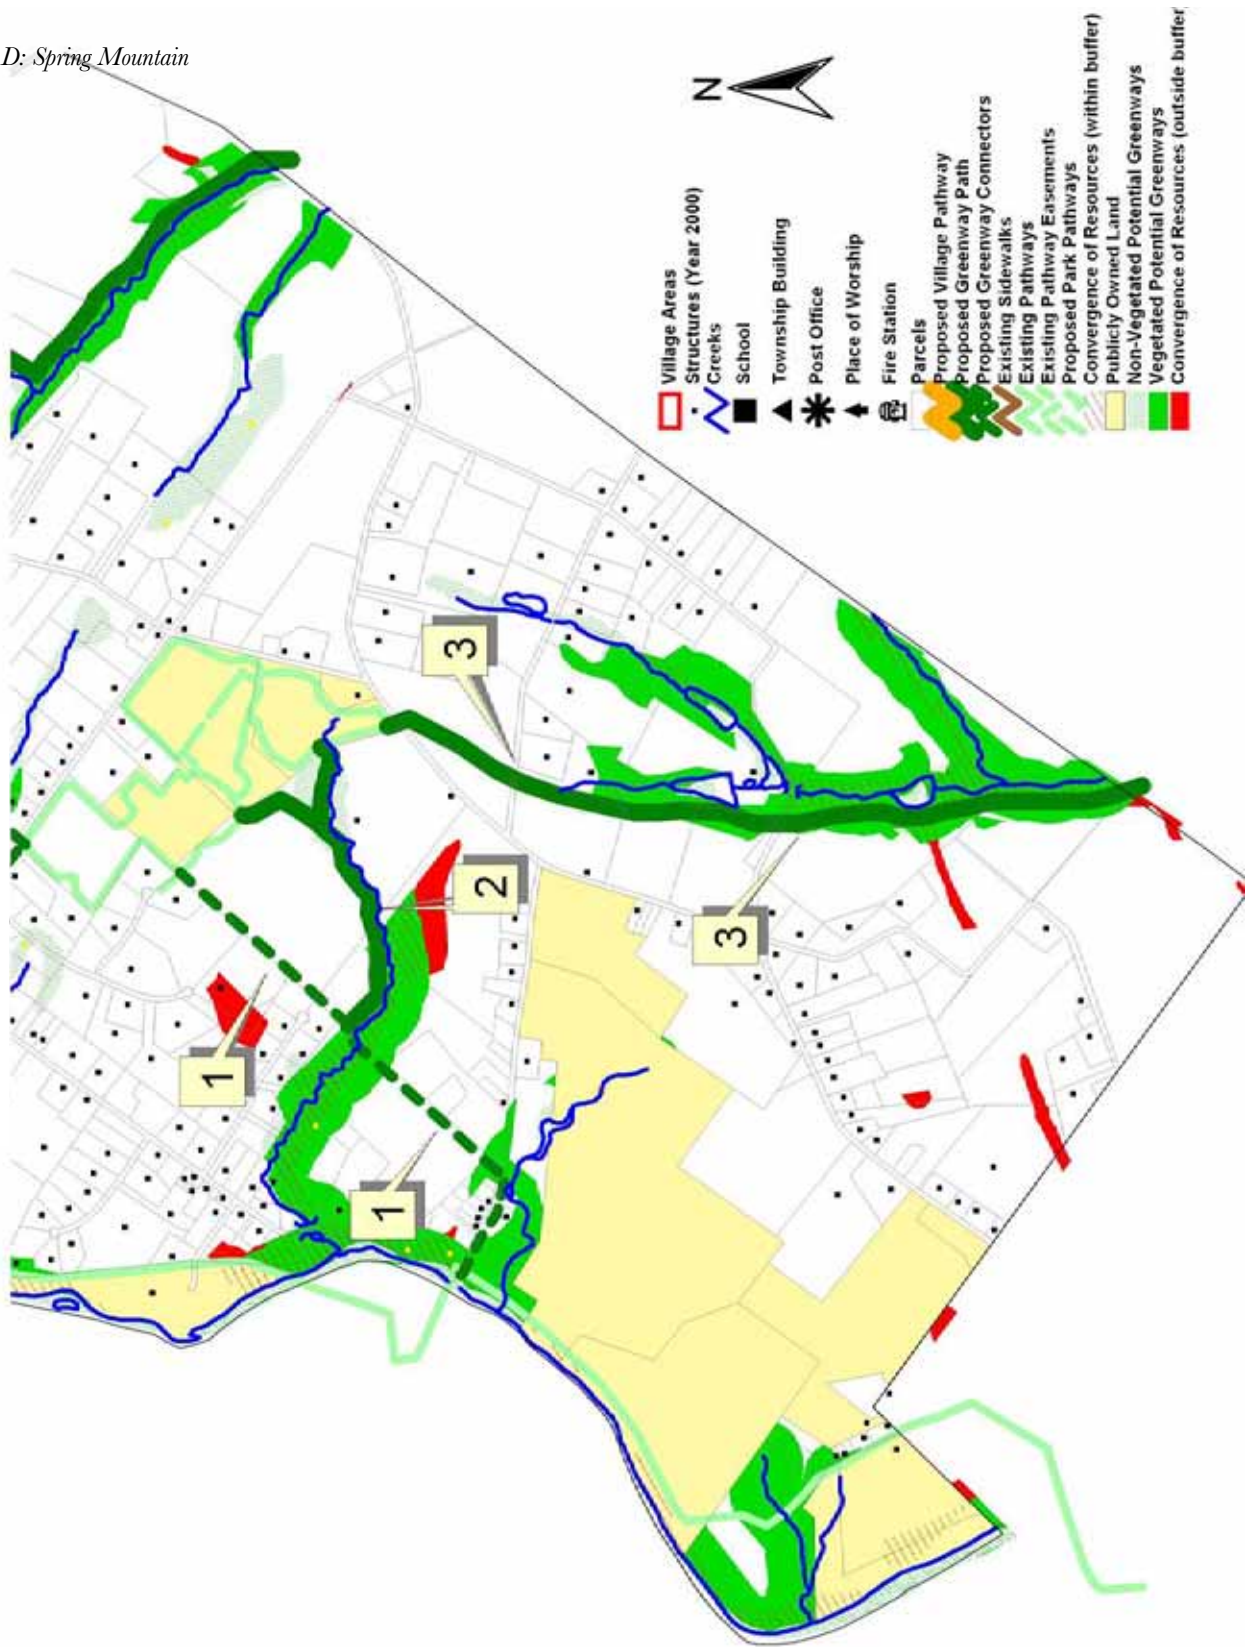 D: Spring Mountain
N
Village Areas
Structures (Year 2000)
Creeks
School
Township Building
Post Office
Place of Worship
Fire Station
Parcels
Proposed Village Pathway
Proposed Greenway Path
Proposed Greenway Connectors
Existing Sidewalks
Existing Pathways
Existing Pathway Easements
Proposed Park Pathways
Convergence of Resources (within buffer)
Publicly Owned Land
Non-Vegetated Potential Greenways
Vegetated Potential Greenways
Convergence of Resources (outside buffer
3
2
1
3
1